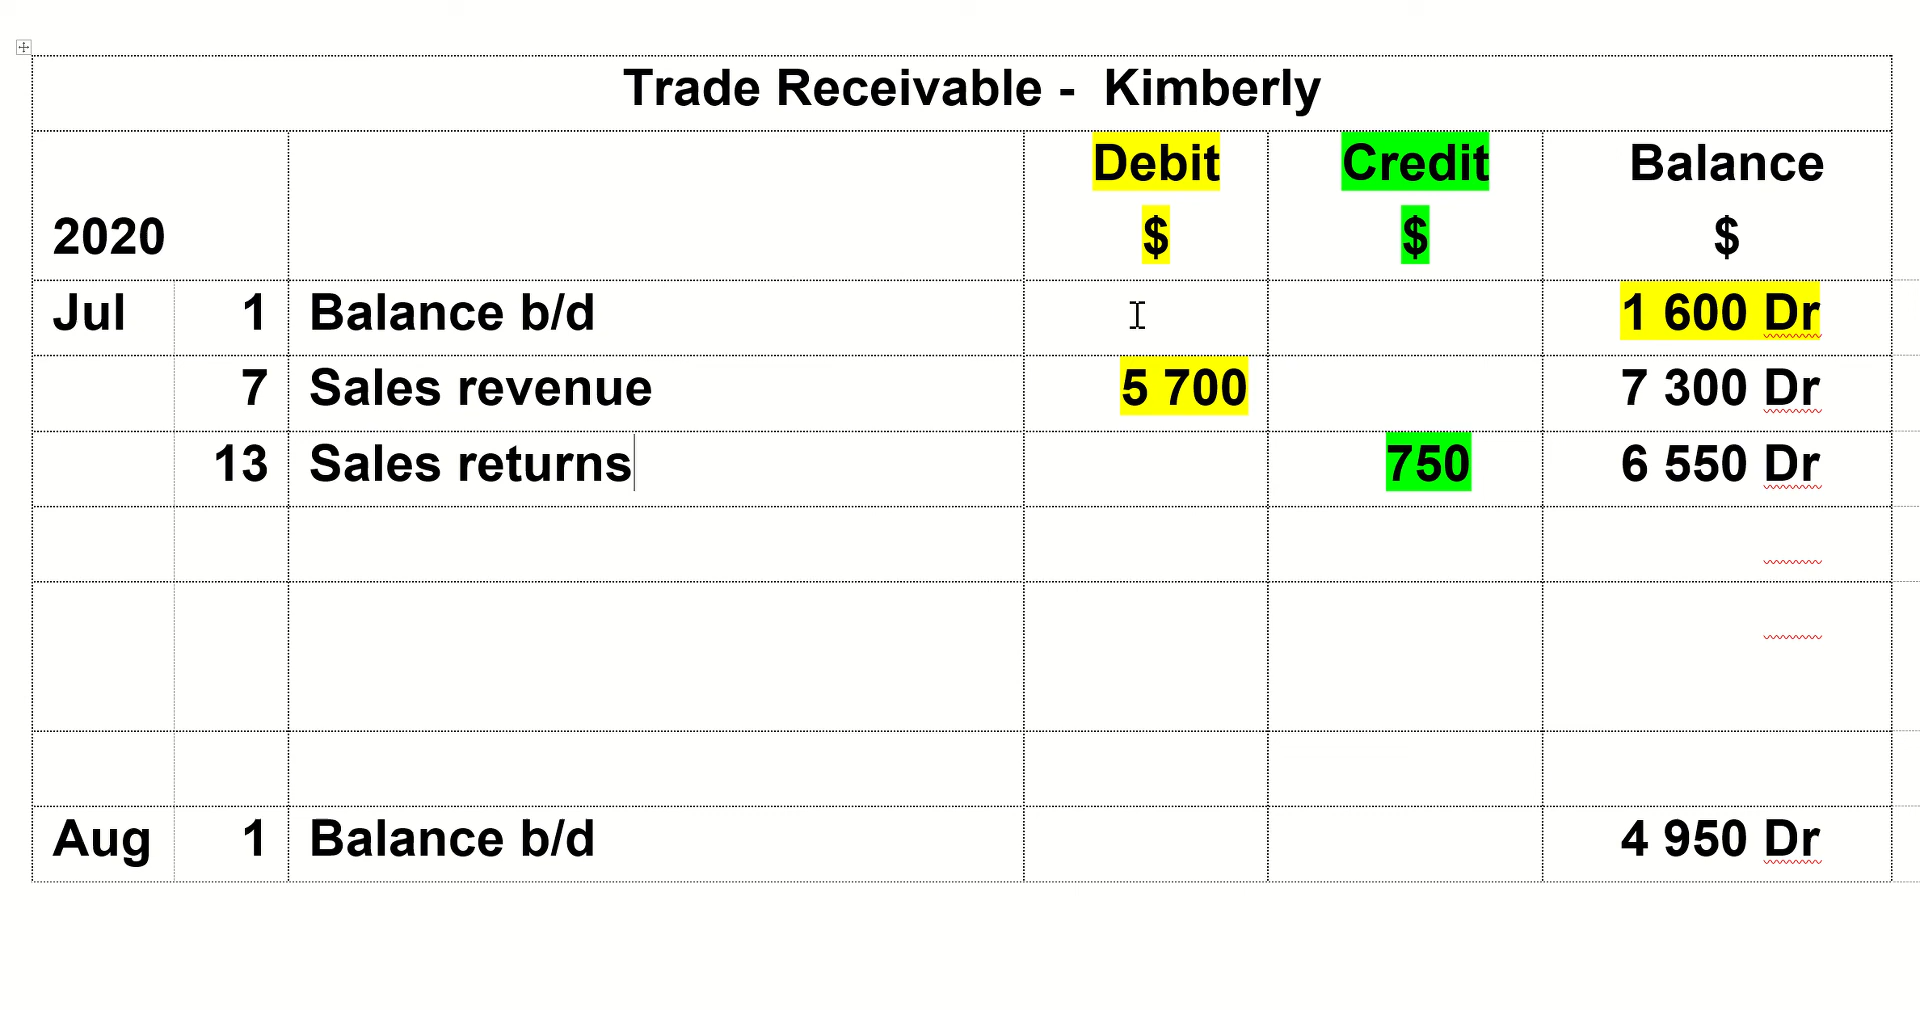 Trade Receivable - Kimberly
Debit Credit Balance
2020 $ $ $
Jul 1 Balance b/d 1 600 Dr
7 Sales revenue 5 700 7 300 Dr
13 Sales returns 750 6 550 Dr
Aug 1 Balance b/d 4 950 Dr